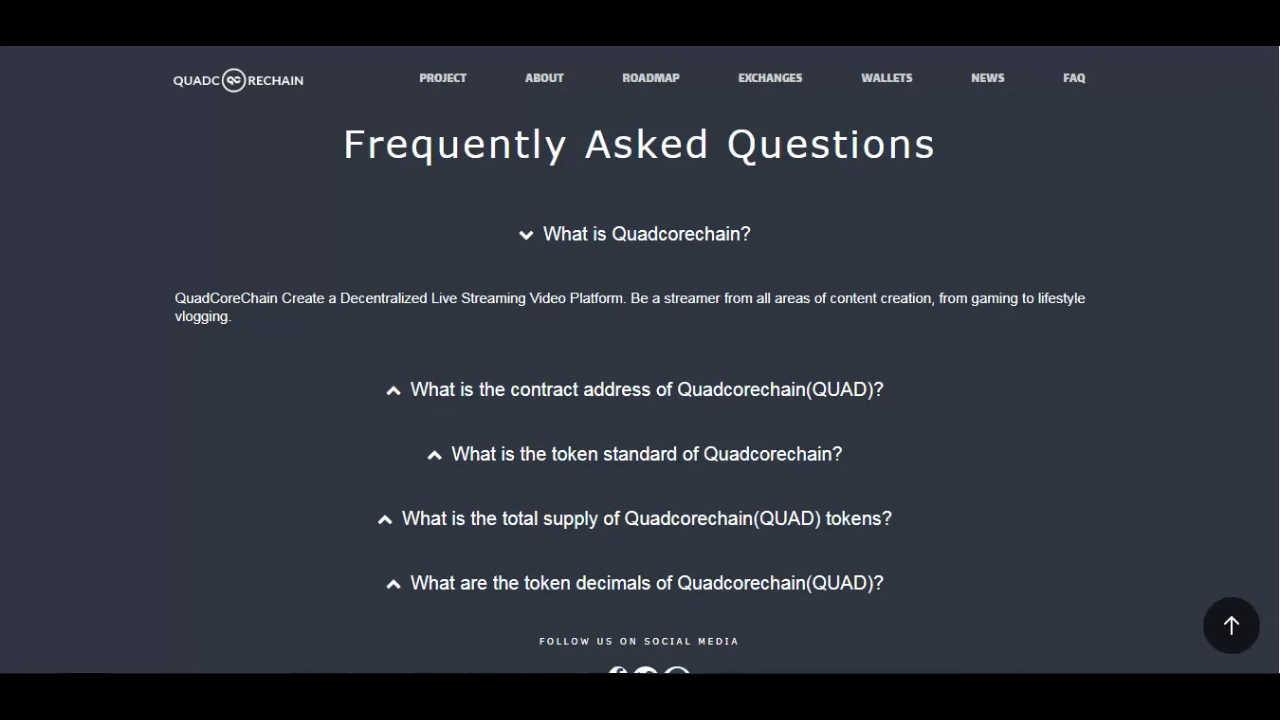 QUADC QC RECHAIN PROJECT ABOUT ROADMAP EXCHANGES WALLETS NEWS FAQ
Frequently Asked Questions
What is Quadcorechain?
QuadCoreChain Create a Decentralized Live Streaming Video Platform. Be a streamer from all areas of content creation, from gaming to lifestyle
vlogging.
What is the contract address of Quadcorechain(QUAD)?
What is the token standard of Quadcorechain?
What is the total supply of Quadcorechain(QUAD) tokens?
What are the token decimals of Quadcorechain(QUAD)?
FOLLOW US ON SOCIAL MEDIA